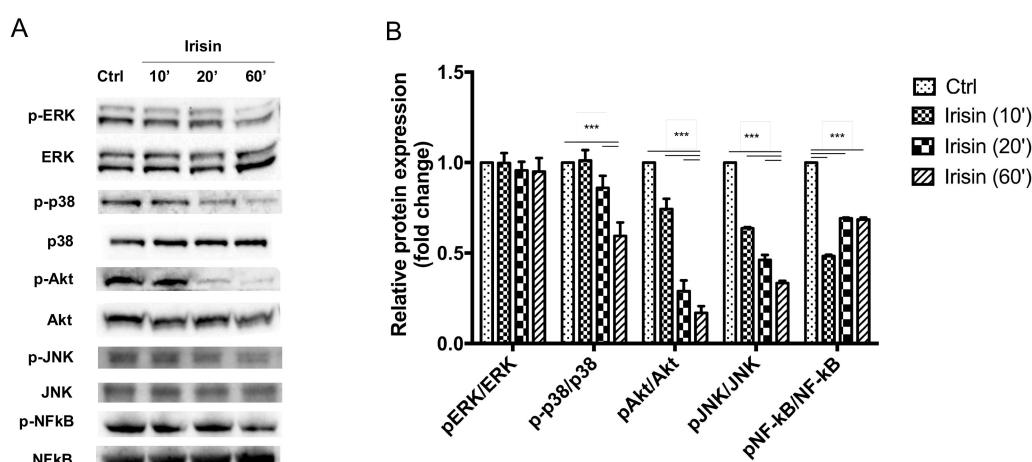 A
Irisin
Ctrl 10' 20' 60'
p-ERK
ERK
p-p38
p38
p-Akt
Akt
p-JNK
JNK
p-NFkB
NFkB
B
Relative protein expression
(fold change)
1.5
1.0
0.5
0.0
*** *** *** ***
pERK/ERK
p-p38/p38
pAkt/Akt
pJNK/JNK
pNF-kB/NF-kB
Ctrl
Irisin (10')
Irisin (20')
Irisin (60')